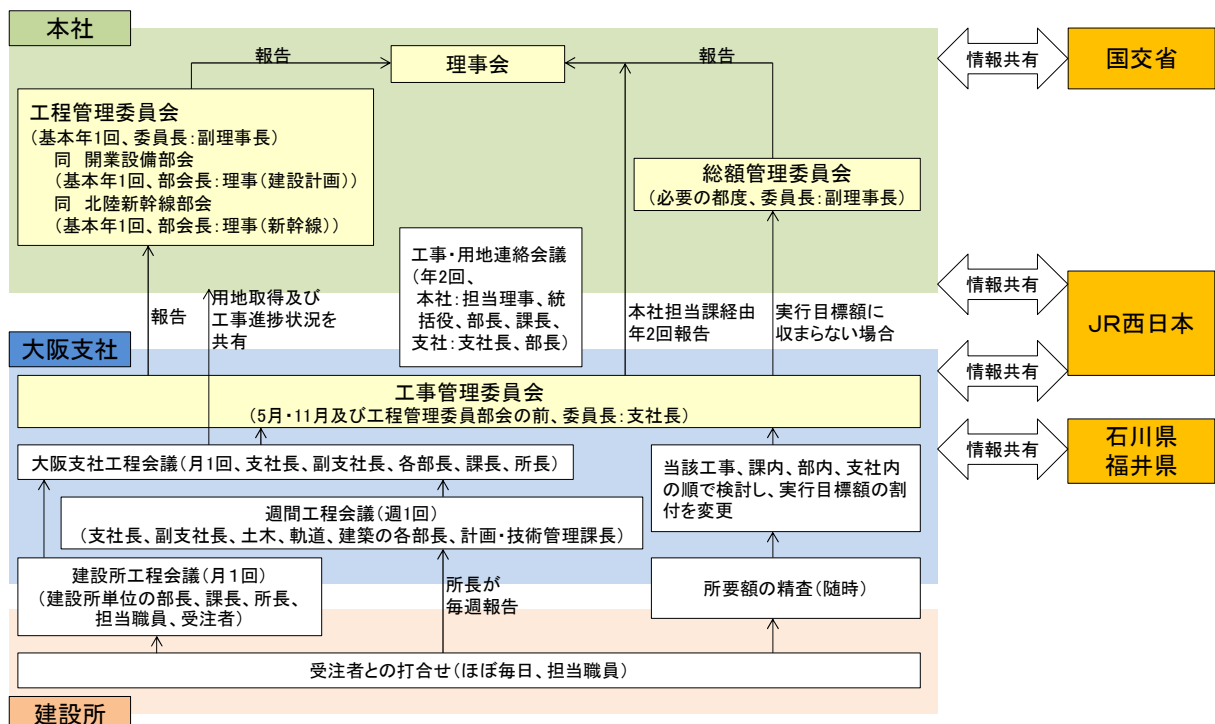 本社
報告
理事会
報告
情報共有
国交省
工程管理委員会
(基本年1回、委員長:副理事長)
同 開業設備部会
(基本年1回、部会長:理事(建設計画))
同 北陸新幹線部会
(基本年1回、部会長:理事(新幹線))
総額管理委員会
(必要の都度、委員長:副理事長)
工事・用地連絡会議
(年2回、
本社:担当理事、統
括役、部長、課長、
支社:支社長、部長)
報告
用地取得及び
工事進捗状況を
共有
本社担当課経由
年2回報告
実行目標額に
収まらない場合
情報共有
JR西日本
情報共有
大阪支社
工事管理委員会
(5月・11月及び工程管理委員部会の前、委員長:支社長)
情報共有
石川県
福井県
大阪支社工程会議(月1回、支社長、副支社長、各部長、課長、所長)
週間工程会議(週1回)
(支社長、副支社長、土木、軌道、建築の各部長、計画・技術管理課長)
当該工事、課内、部内、支社内
の順で検討し、実行目標額の割
付を変更
建設所工程会議(月1回)
(建設所単位の部長、課長、所長、
担当職員、受注者)
所長が
毎週報告
所要額の精査(随時)
受注者との打合せ(ほぼ毎日、担当職員)
建設所